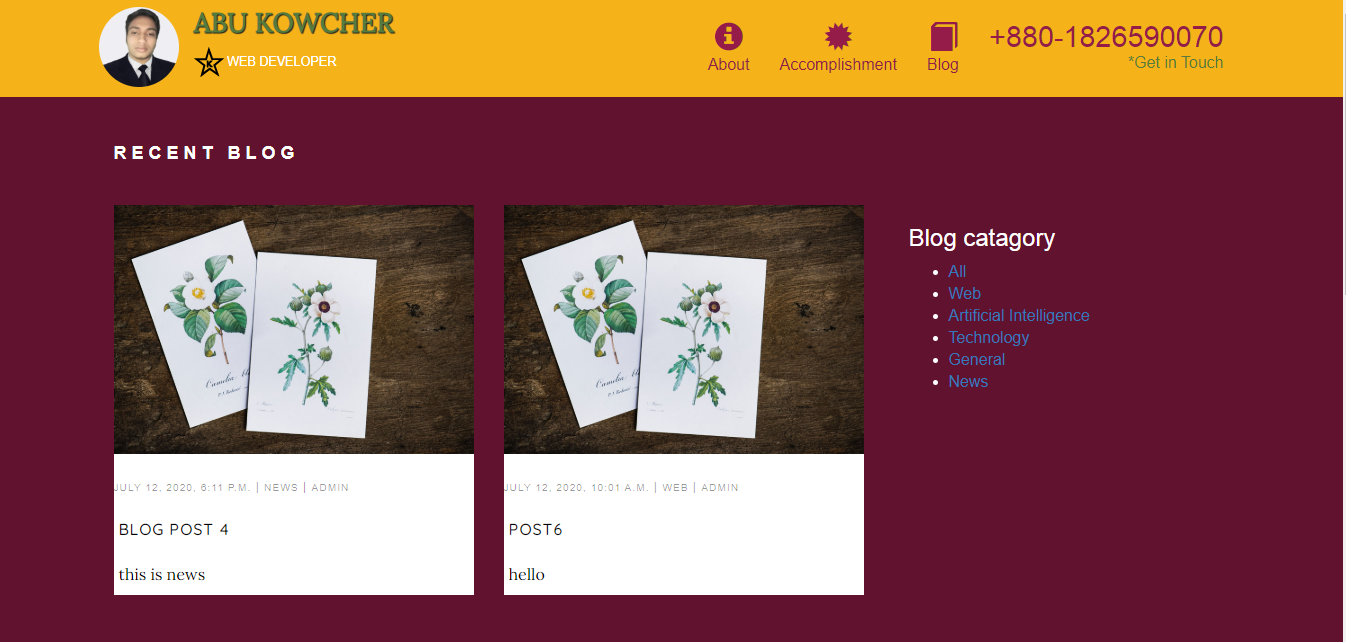 ABU KOWCHER
K WEB DEVELOPER
About Accomplishment Blog
+880-1826590070
*Get in Touch
RECENT BLOG
JULY 12, 2020, 6:11 P.M. | NEWS | ADMIN
BLOG POST 4
this is news
JULY 12, 2020, 10:01 A.M. | WEB | ADMIN
POST6
hello
Blog catagory
All
Web
Artificial Intelligence
Technology
General
News